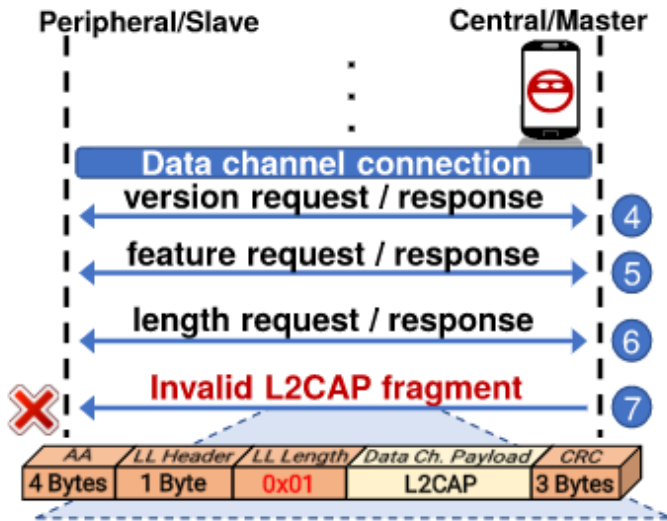 Peripheral/Slave
Central/Master
Data channel connection
version request / response
4
feature request / response
5
length request / response
6
Invalid L2CAP fragment
7
AA LL Header LL Length Data Ch. Payload CRC
4 Bytes 1 Byte 0x01 L2CAP 3 Bytes